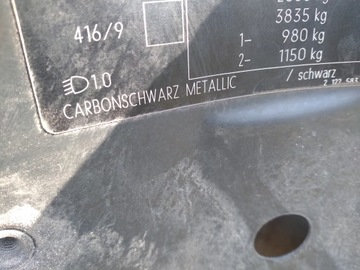 3835 kg
416/9
1- 980 kg
2- 1150 kg
1.0
CARBONSCHWARZ METALLIC / schwarz